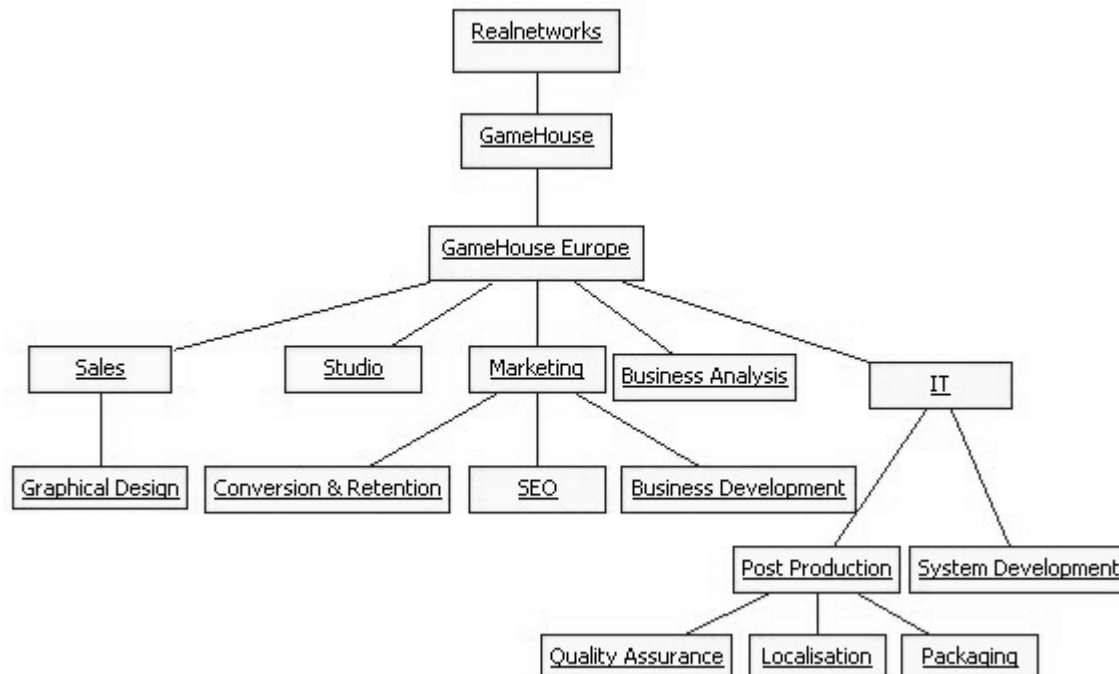 Realnetworks
GameHouse
GameHouse Europe
Sales
Studio
Marketing
Business Analysis
IT
Graphical Design
Conversion & Retention
SEO
Business Development
Post Production
System Development
Quality Assurance
Localisation
Packaging